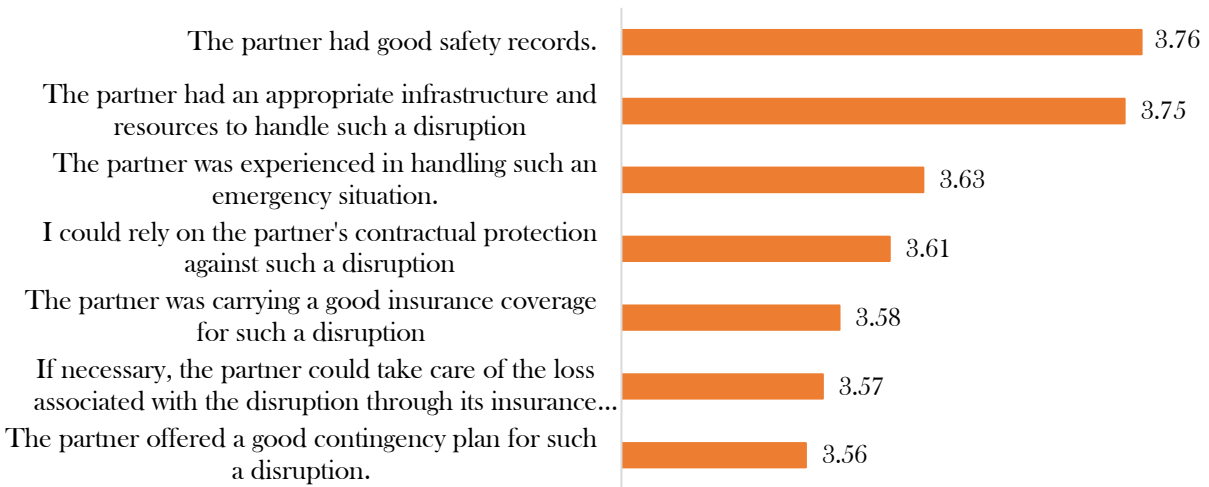 The partner had good safety records.
3.76
The partner had an appropriate infrastructure and
resources to handle such a disruption
3.75
The partner was experienced in handling such an
emergency situation.
3.63
I could rely on the partner's contractual protection
against such a disruption
3.61
The partner was carrying a good insurance coverage
for such a disruption
3.58
If necessary, the partner could take care of the loss
associated with the disruption through its insurance...
3.57
The partner offered a good contingency plan for such
a disruption.
3.56